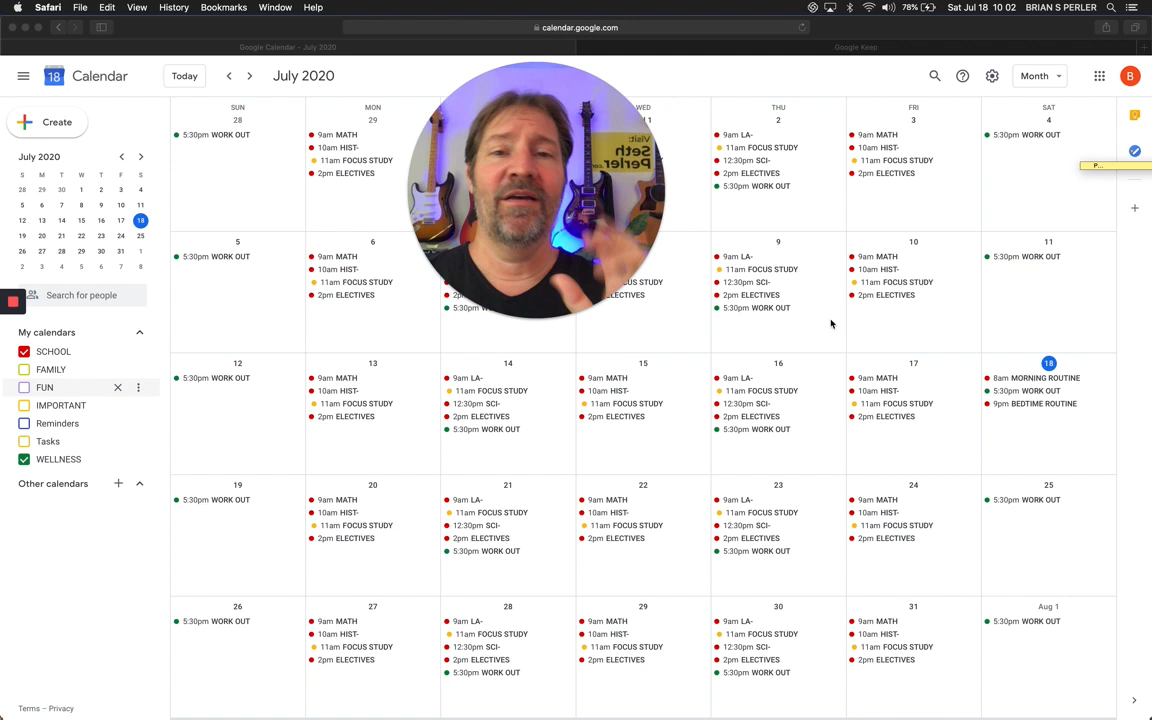 Safari File Edit View History Bookmarks Window Help 78% Sat Jul 18 10 02 BRIAN S PERLER
calendar.google.com
Google Calendar - July 2020 Google Keep
18 Calendar Today July 2020 Month B
Create
July 2020
S M T W T F S
28 29 30 1 2 3 4
5 6 7 8 9 10 11
12 13 14 15 16 17 18
19 20 21 22 23 24 25
26 27 28 29 30 31 1
2 3 4 5 6 7 8
Search for people
My calendars
SCHOOL
FAMILY
FUN
IMPORTANT
Reminders
Tasks
WELLNESS
Other calendars
Terms – Privacy
SUN MON WED THU FRI SAT
28 29 1 2 3 4
5:30pm WORK OUT 9am MATH 9am LA- 9am MATH 5:30pm WORK OUT
10am HIST- 11am FOCUS STUDY 10am HIST-
11am FOCUS STUDY 12:30pm SCI- 11am FOCUS STUDY
2pm ELECTIVES 2pm ELECTIVES 2pm ELECTIVES
5:30pm WORK OUT
Visit:
Seth
Perler
.com
P...
5 6 9 10 11
5:30pm WORK OUT 9am MATH 9am LA- 9am MATH 5:30pm WORK OUT
10am HIST- 11am FOCUS STUDY 10am HIST-
11am FOCUS STUDY 12:30pm SCI- 11am FOCUS STUDY
2pm ELECTIVES 2pm ELECTIVES 2pm ELECTIVES
5:30pm 5:30pm WORK OUT
12 13 14 15 16 17 18
5:30pm WORK OUT 9am MATH 9am LA- 9am MATH 9am LA- 9am MATH 8am MORNING ROUTINE
10am HIST- 11am FOCUS STUDY 10am HIST- 11am FOCUS STUDY 10am HIST- 5:30pm WORK OUT
11am FOCUS STUDY 12:30pm SCI- 11am FOCUS STUDY 12:30pm SCI- 11am FOCUS STUDY 9pm BEDTIME ROUTINE
2pm ELECTIVES 2pm ELECTIVES 2pm ELECTIVES 2pm ELECTIVES 2pm ELECTIVES
5:30pm WORK OUT 5:30pm WORK OUT
19 20 21 22 23 24 25
5:30pm WORK OUT 9am MATH 9am LA- 9am MATH 9am LA- 9am MATH 5:30pm WORK OUT
10am HIST- 11am FOCUS STUDY 10am HIST- 11am FOCUS STUDY 10am HIST-
11am FOCUS STUDY 12:30pm SCI- 11am FOCUS STUDY 12:30pm SCI- 11am FOCUS STUDY
2pm ELECTIVES 2pm ELECTIVES 2pm ELECTIVES 2pm ELECTIVES 2pm ELECTIVES
5:30pm WORK OUT 5:30pm WORK OUT
26 27 28 29 30 31 Aug 1
5:30pm WORK OUT 9am MATH 9am LA- 9am MATH 9am LA- 9am MATH 5:30pm WORK OUT
10am HIST- 11am FOCUS STUDY 10am HIST- 11am FOCUS STUDY 10am HIST-
11am FOCUS STUDY 12:30pm SCI- 11am FOCUS STUDY 12:30pm SCI- 11am FOCUS STUDY
2pm ELECTIVES 2pm ELECTIVES 2pm ELECTIVES 2pm ELECTIVES 2pm ELECTIVES
5:30pm WORK OUT 5:30pm WORK OUT